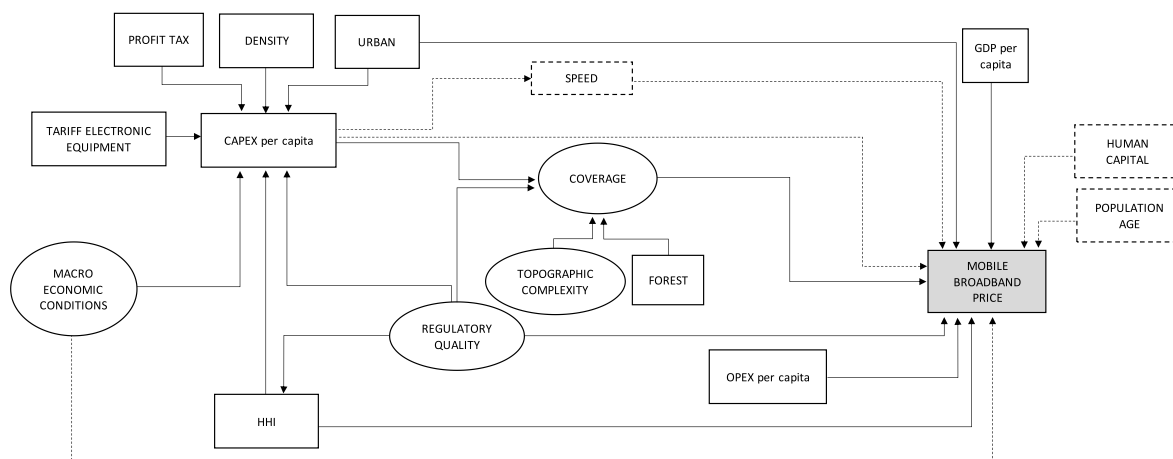 PROFIT TAX
DENSITY
URBAN
GDP per
capita
SPEED
TARIFF ELECTRONIC
EQUIPMENT
CAPEX per capita
HUMAN
CAPITAL
COVERAGE
POPULATION
AGE
MACRO
ECONOMIC
CONDITIONS
TOPOGRAPHIC
COMPLEXITY
FOREST
MOBILE
BROADBAND
PRICE
REGULATORY
QUALITY
OPEX per capita
HHI